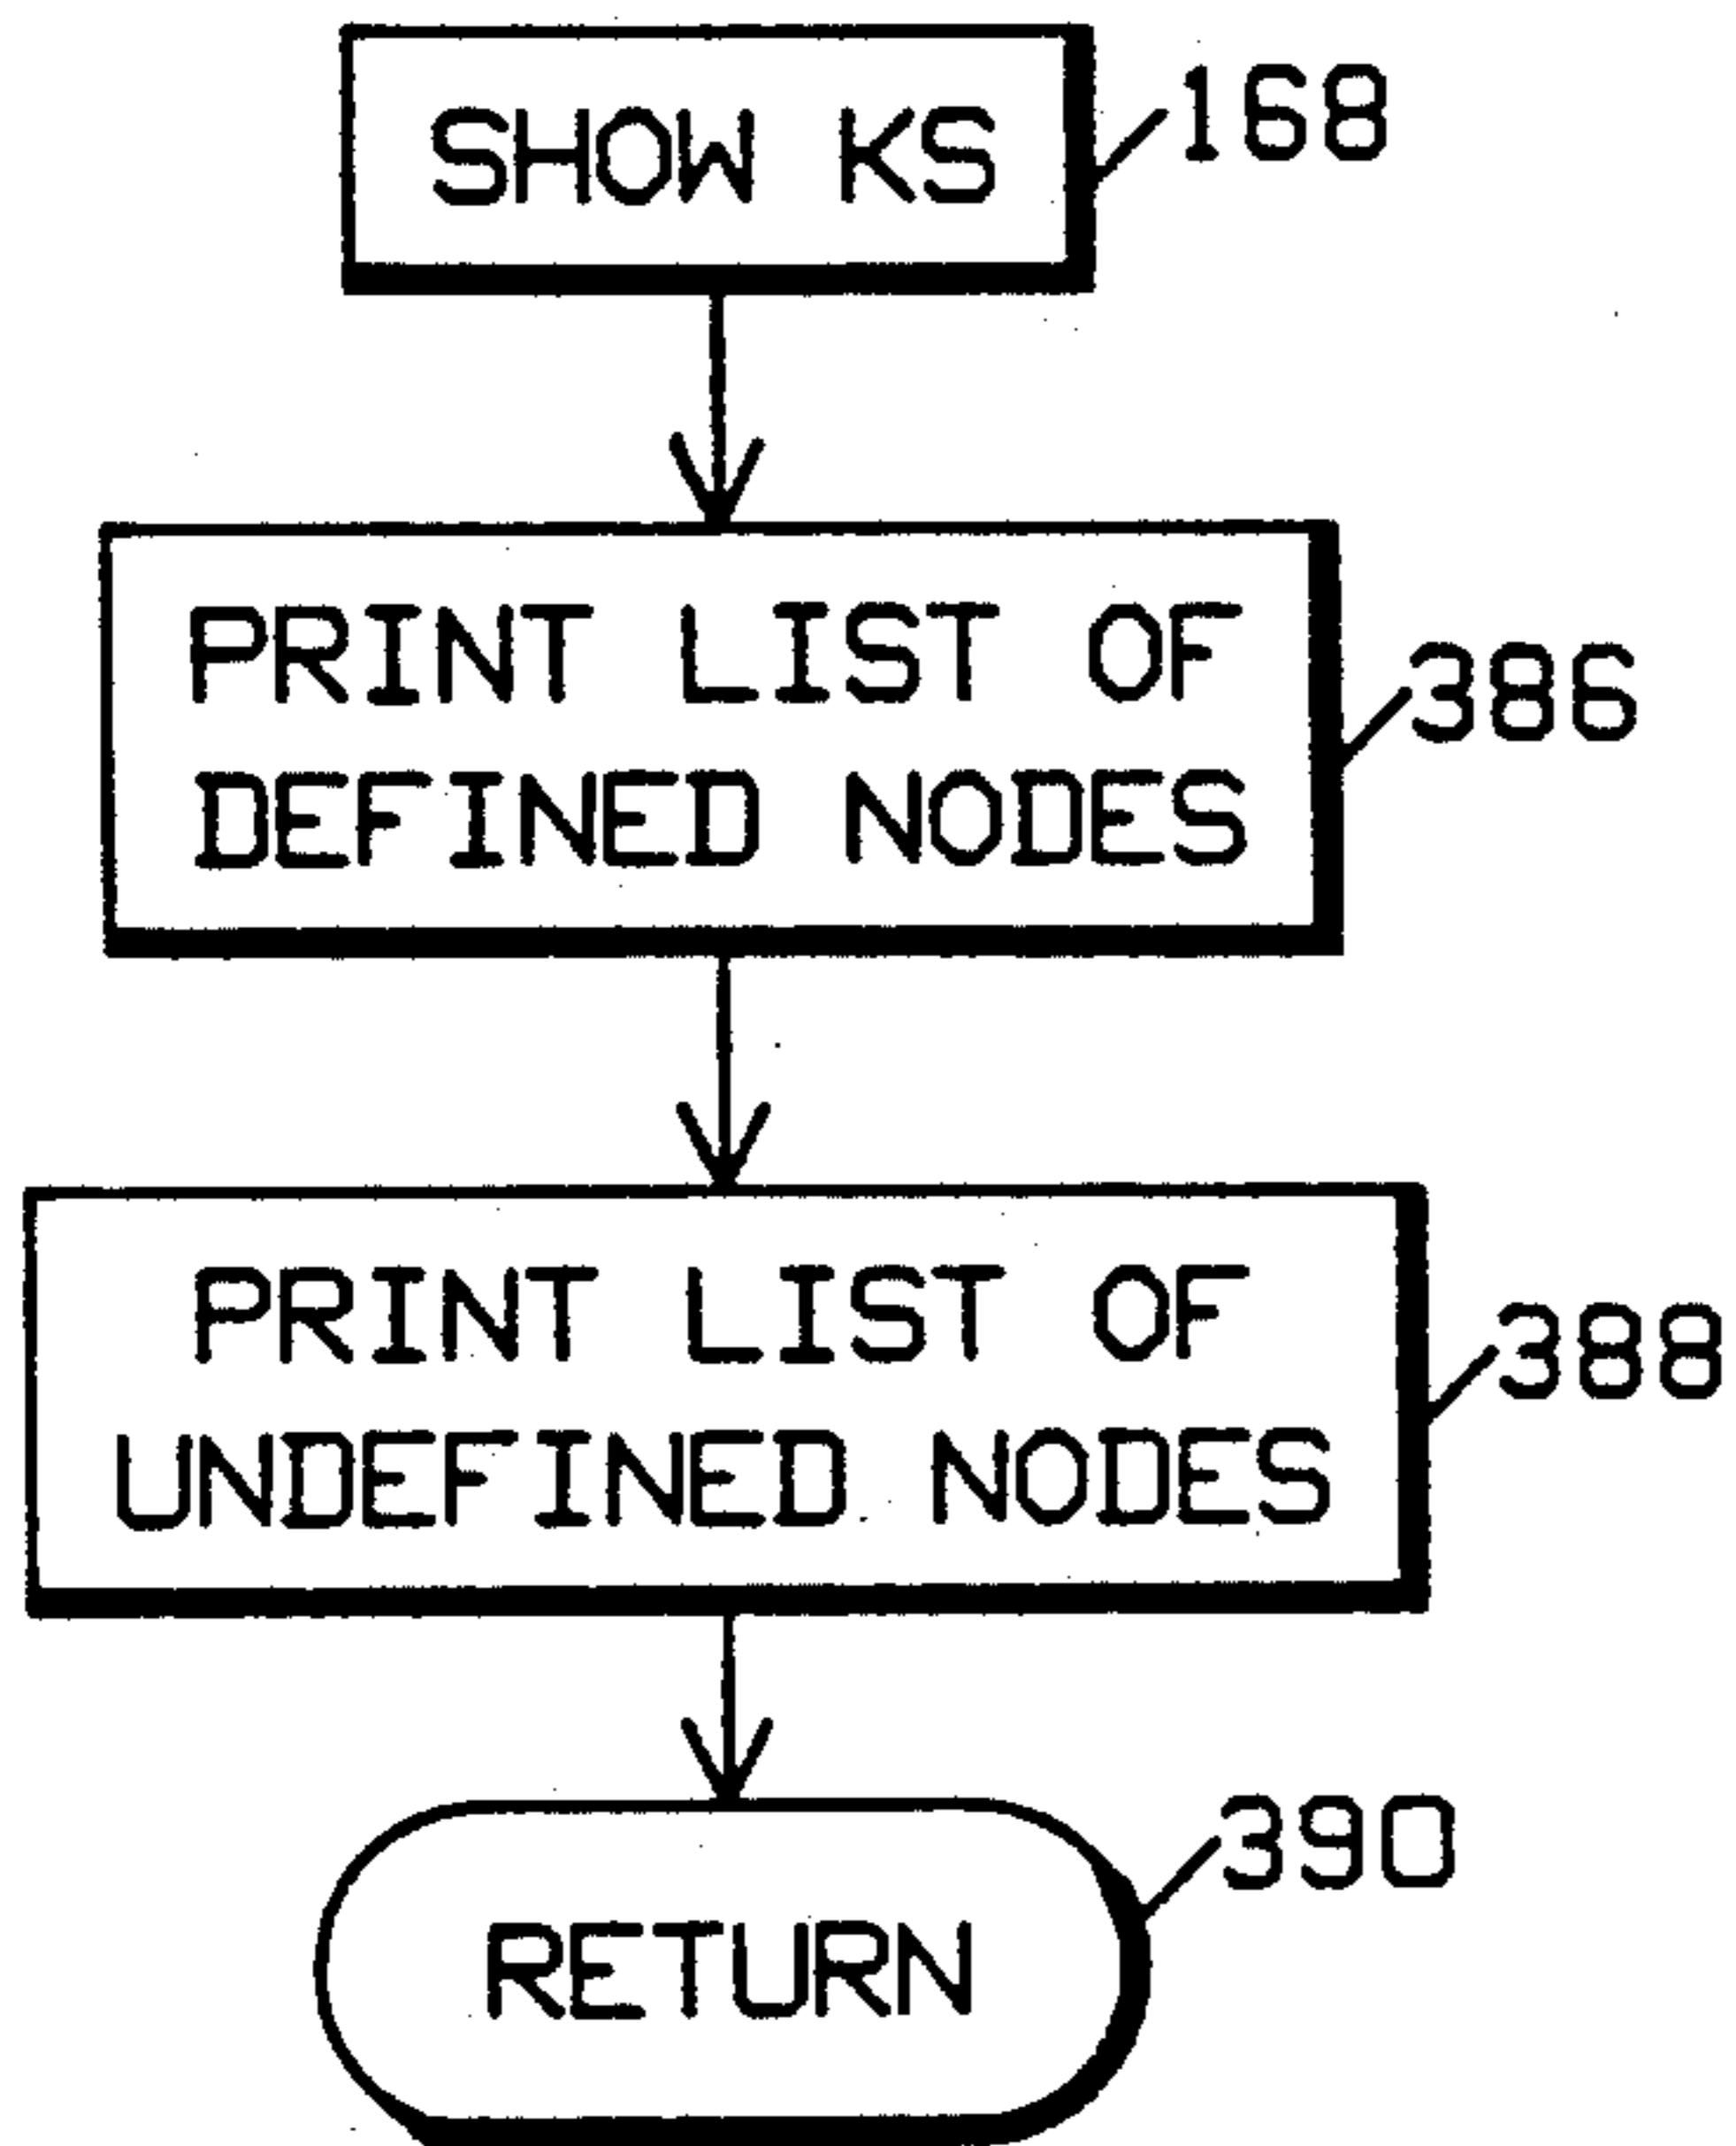 SHOW KS
168
PRINT LIST OF
DEFINED NODES
386
PRINT LIST OF
UNDEFINED NODES
388
RETURN
390